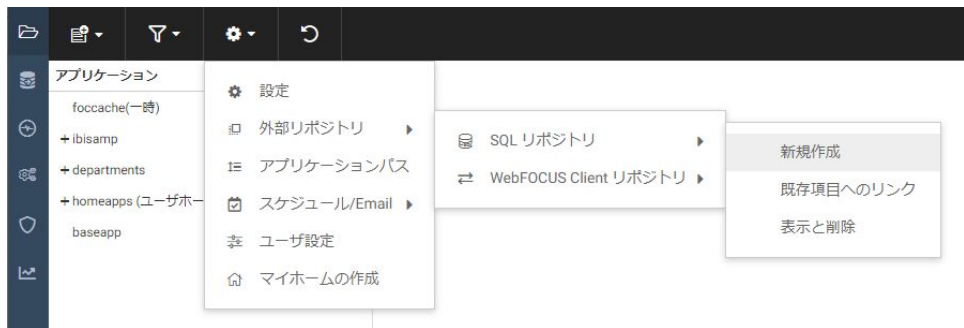 アプリケーション
foccache(一時)
+ ibisamp
+ departments
+ homeapps (ユーザホー
baseapp
設定
外部リポジトリ
アプリケーションパス
スケジュール/Email
ユーザ設定
マイホームの作成
SQL リポジトリ
WebFOCUS Client リポジトリ
新規作成
既存項目へのリンク
表示と削除